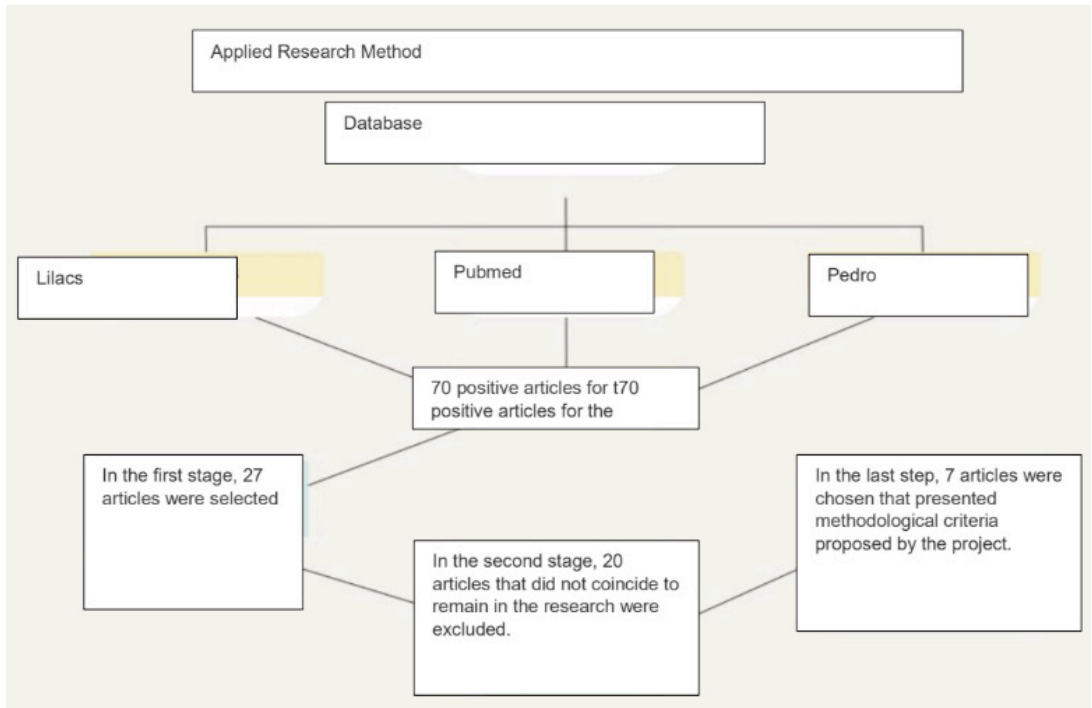 Applied Research Method
Database
Lilacs
Pubmed
Pedro
70 positive articles for t70
positive articles for the
In the first stage, 27
articles were selected
In the second stage, 20
articles that did not coincide to
remain in the research were
excluded.
In the last step, 7 articles were
chosen that presented
methodological criteria
proposed by the project.